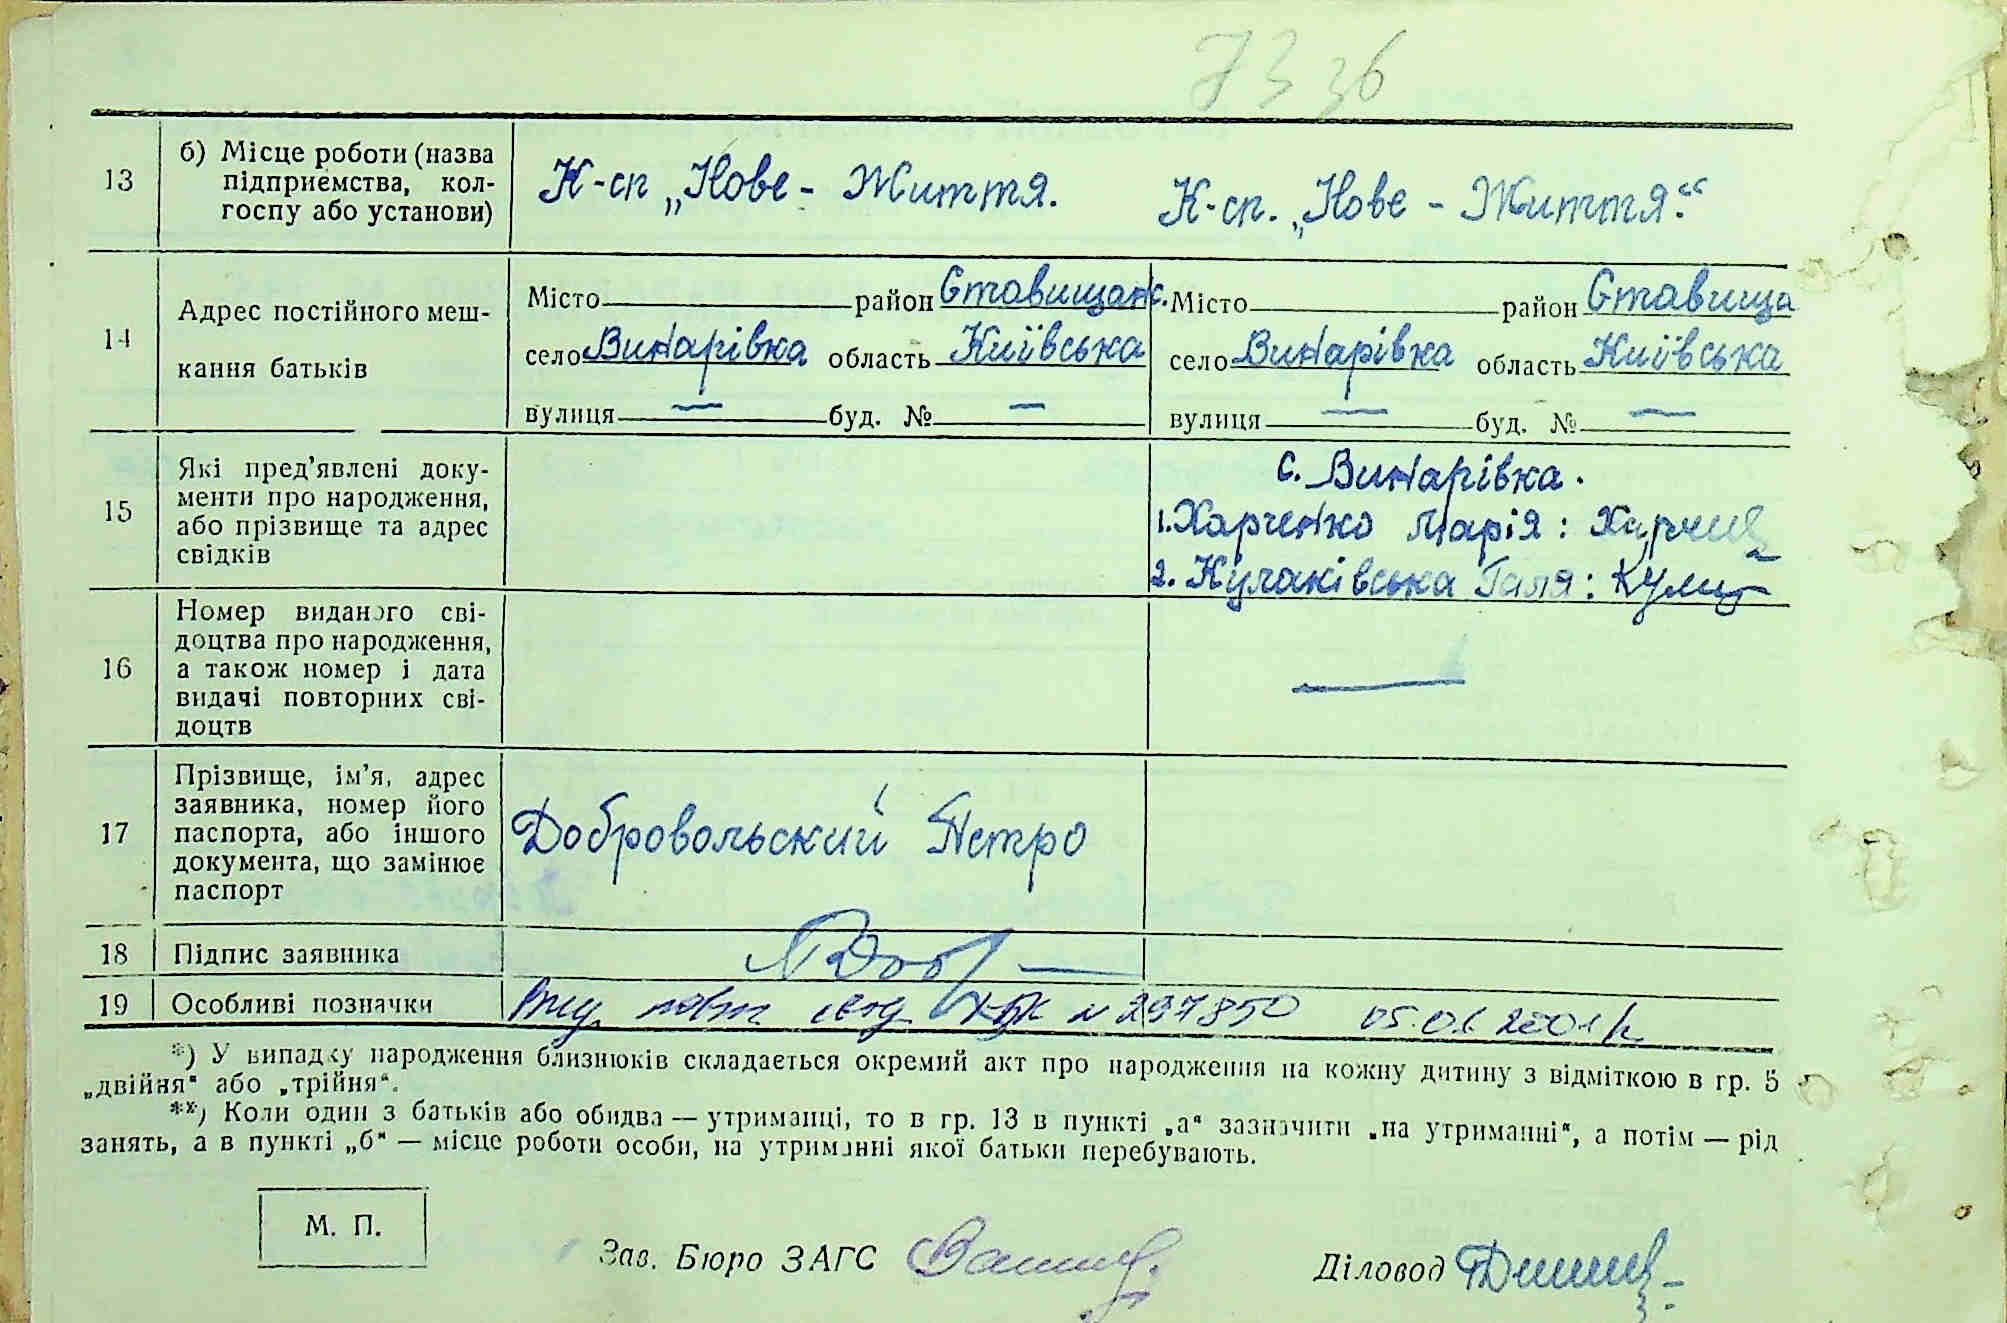 73 зб
13 б) Місце роботи (назва К-сп „Нове - Життя. К-сп. „Нове - Життя."
підприємства, кол-
госпу або установи)
14 Адрес постійного меш-
кання батьків
Місто район Ставищанс. Місто район Ставища
село Винарівка область Київська село Винарівка область Київська
вулиця — буд. № — вулиця — буд. № —
15 Які пред'явлені доку-
менти про народження,
або прізвище та адрес
свідків
с. Винарівка.
1. Харченко Марія:
2. Кулаківська Галя:
16 Номер виданого сві-
доцтва про народження,
а також номер і дата
видачі повторних сві-
доцтв
—
17 Прізвище, ім'я, адрес
заявника, номер його
паспорта, або іншого
документа, що замінює
паспорт
Добровольский Петро
18 Підпис заявника
19 Особливі позначки повт свід № 297850 05.01.2001
*) У випадку народження близнюків складається окремий акт про народження на кожну дитину з відміткою в гр. 5
„двійня" або „трійня".
**) Коли один з батьків або обидва — утриманці, то в гр. 13 в пункті „а" зазначити „на утриманні", а потім — рід
занять, а в пункті „б" — місце роботи особи, на утриманні якої батьки перебувають.
М. П.
Зав. Бюро ЗАГС Діловод